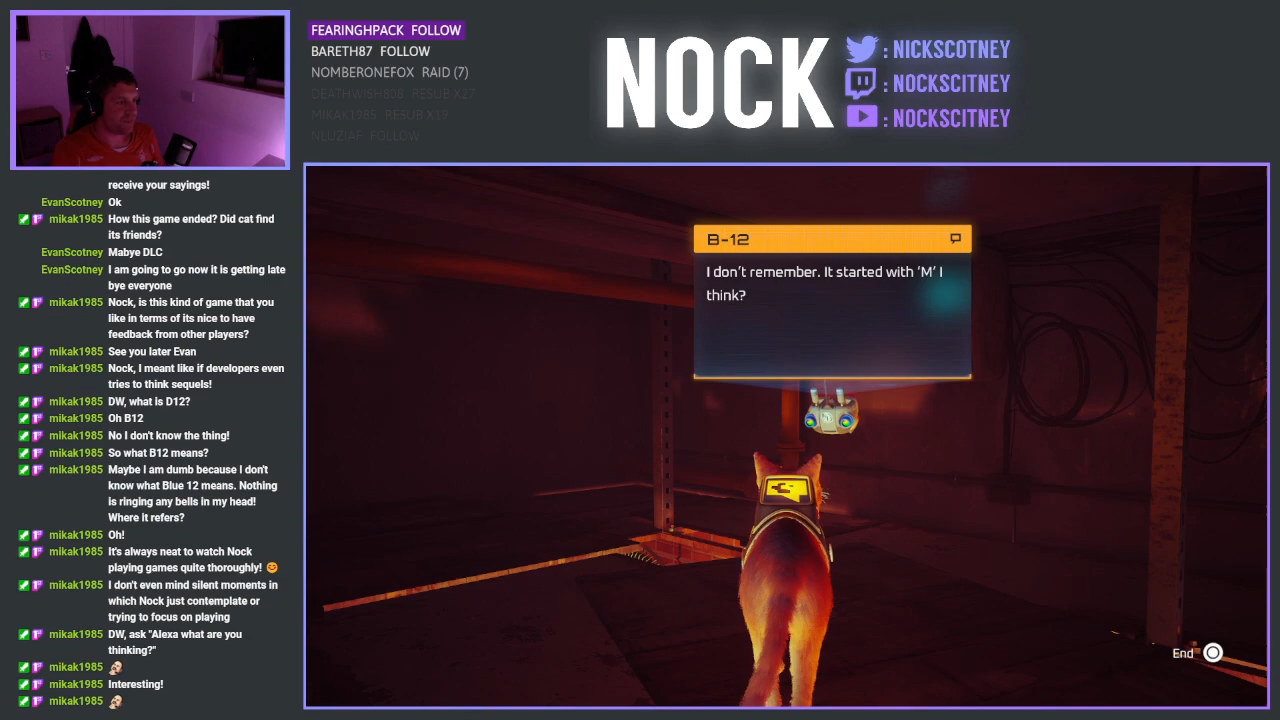 FEARINGHPACK FOLLOW
BARETH87 FOLLOW
NOMBERONEFOX RAID (7)
DEATHWISH808 RESUB X27
MIKAK1985 RESUB X19
NLUZIAF FOLLOW
NOCK
: NICKSCOTNEY
: NOCKSCITNEY
: NOCKSCITNEY
receive your sayings!
EvanScotney Ok
mikak1985 How this game ended? Did cat find
its friends?
EvanScotney Mabye DLC
EvanScotney I am going to go now it is getting late
bye everyone
mikak1985 Nock, is this kind of game that you
like in terms of its nice to have
feedback from other players?
mikak1985 See you later Evan
mikak1985 Nock, I meant like if developers even
tries to think sequels!
mikak1985 DW, what is D12?
mikak1985 Oh B12
mikak1985 No I don't know the thing!
mikak1985 So what B12 means?
mikak1985 Maybe I am dumb because I don't
know what Blue 12 means. Nothing
is ringing any bells in my head!
Where it refers?
mikak1985 Oh!
mikak1985 It's always neat to watch Nock
playing games quite thoroughly! 😊
mikak1985 I don't even mind silent moments in
which Nock just contemplate or
trying to focus on playing
mikak1985 DW, ask "Alexa what are you
thinking?"
mikak1985
mikak1985 Interesting!
mikak1985
B-12
I don't remember. It started with 'M' I
think?
End